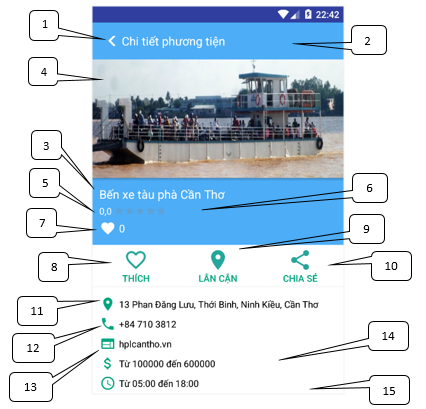 22:42
1
Chi tiết phương tiện
2
4
3
Bến xe tàu phà Cần Thơ
5
0,0
6
7
0
9
8
THÍCH
LÂN CẬN
CHIA SẺ
10
11
13 Phan Đăng Lưu, Thới Bình, Ninh Kiều, Cần Thơ
12
+84 710 3812
13
hplcantho.vn
14
Từ 100000 đến 600000
Từ 05:00 đến 18:00
15